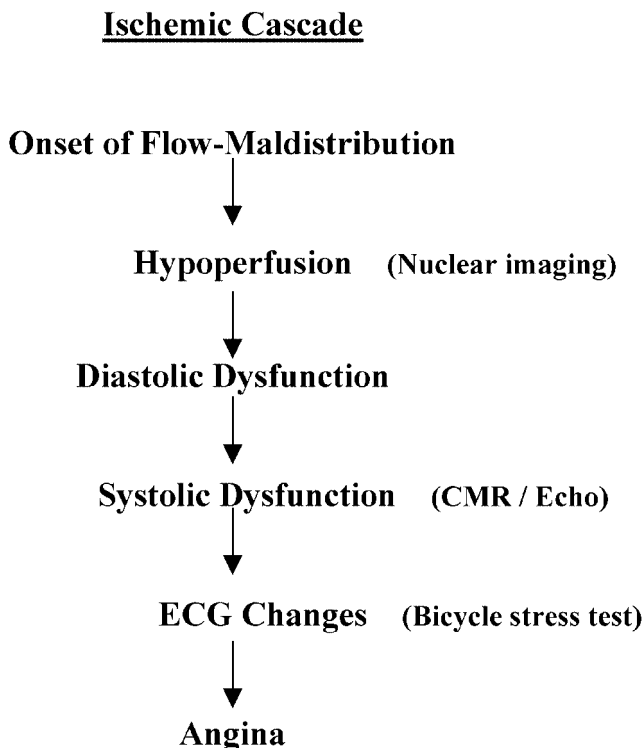 Ischemic Cascade
Onset of Flow-Maldistribution
Hypoperfusion (Nuclear imaging)
Diastolic Dysfunction
Systolic Dysfunction (CMR / Echo)
ECG Changes (Bicycle stress test)
Angina